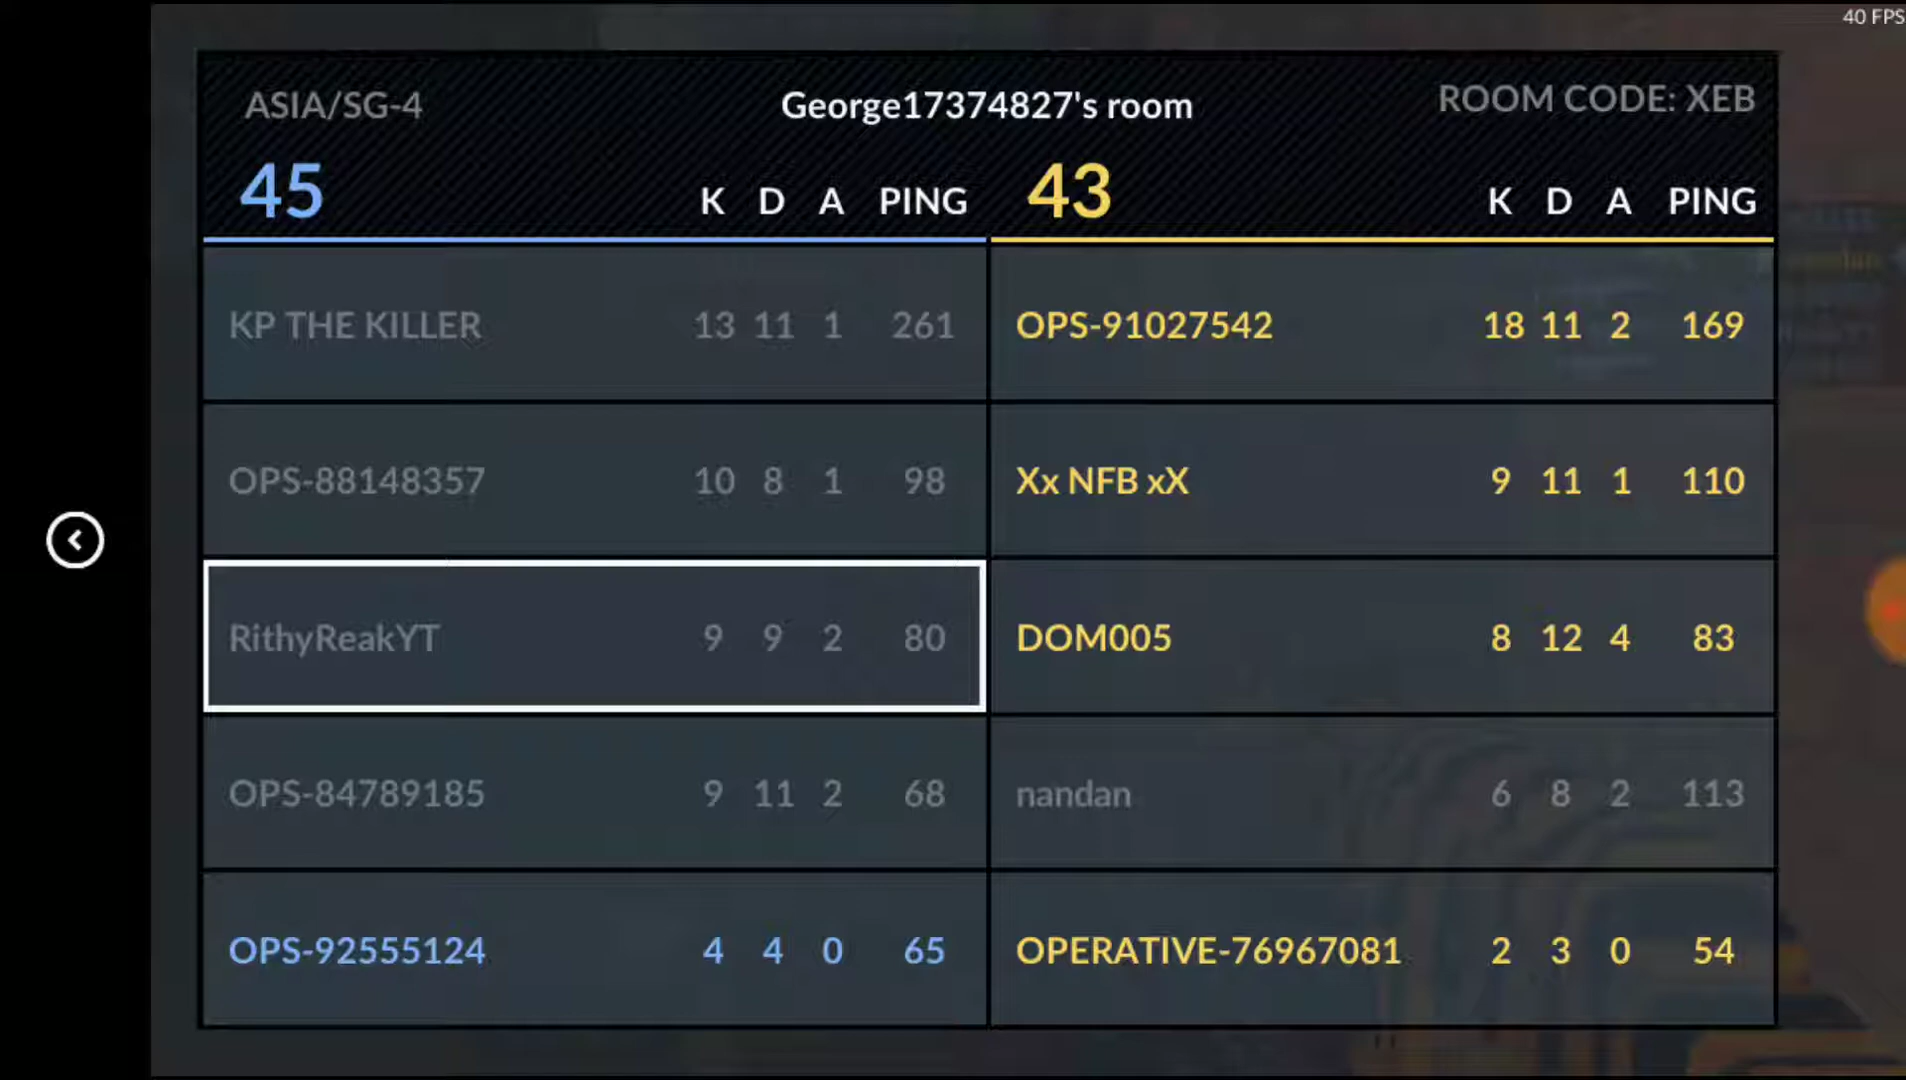 40 FPS
ASIA/SG-4 George17374827's room ROOM CODE: XEB
45 K D A PING 43 K D A PING
KP THE KILLER 13 11 1 261 OPS-91027542 18 11 2 169
OPS-88148357 10 8 1 98 Xx NFB xX 9 11 1 110
RithyReakYT 9 9 2 80 DOM005 8 12 4 83
OPS-84789185 9 11 2 68 nandan 6 8 2 113
OPS-92555124 4 4 0 65 OPERATIVE-76967081 2 3 0 54